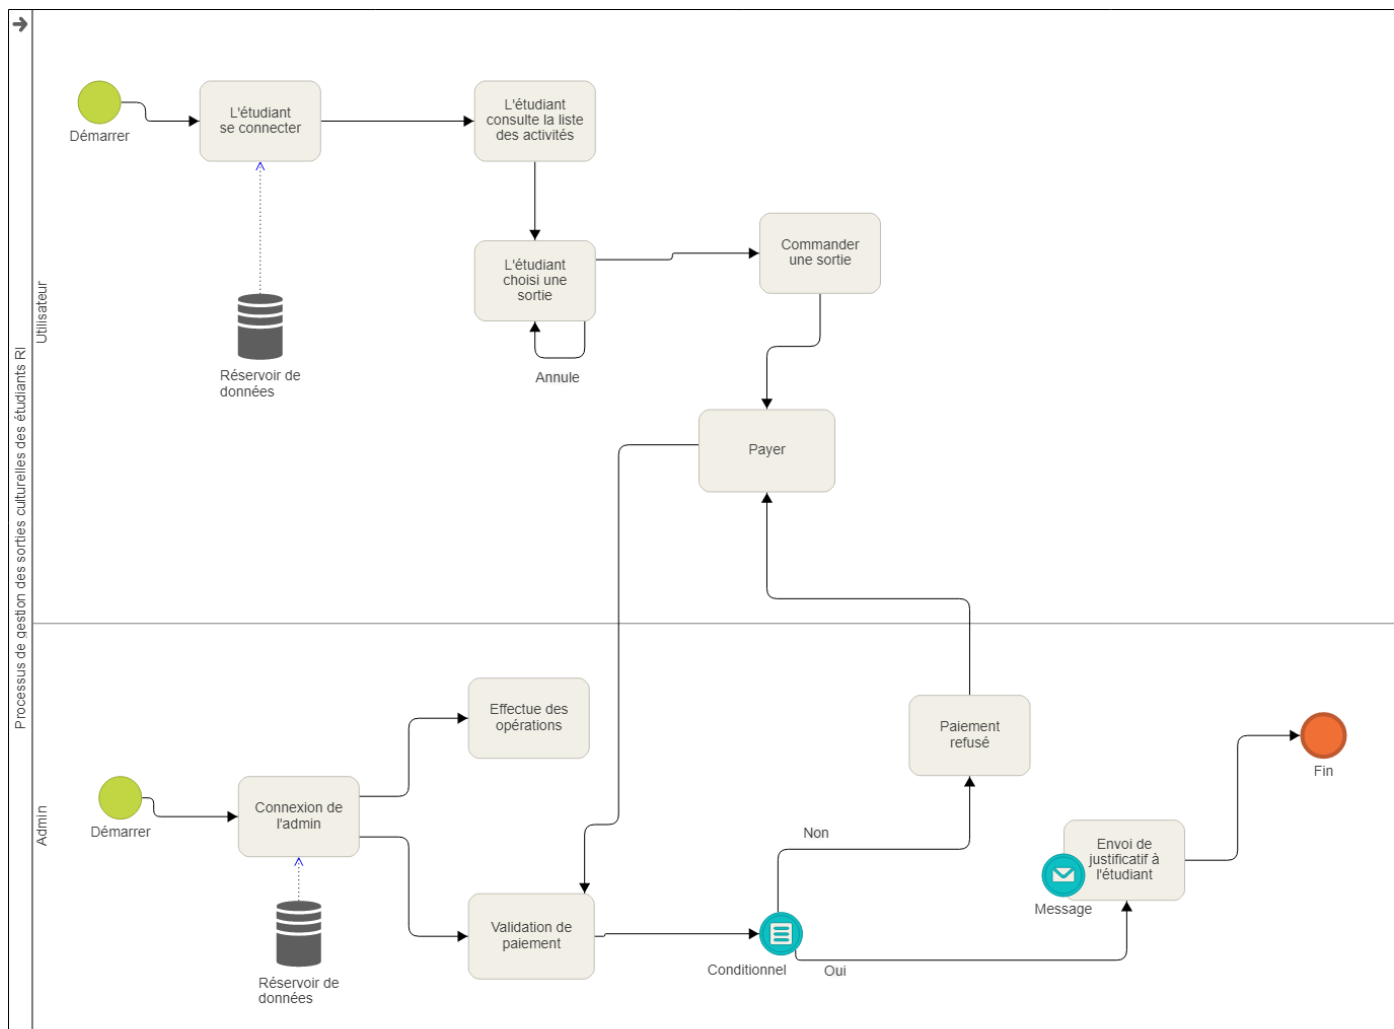 Processus de gestion des sorties culturelles des étudiants RI
Utilisateur
Démarrer
L'étudiant
se connecter
L'étudiant
consulte la liste
des activités
L'étudiant
choisi une
sortie
Annule
Commander
une sortie
Réservoir de
données
Payer
Admin
Démarrer
Connexion de
l'admin
Effectue des
opérations
Réservoir de
données
Validation de
paiement
Conditionnel
Non
Oui
Paiement
refusé
Envoi de
justificatif à
l'étudiant
Message
Fin